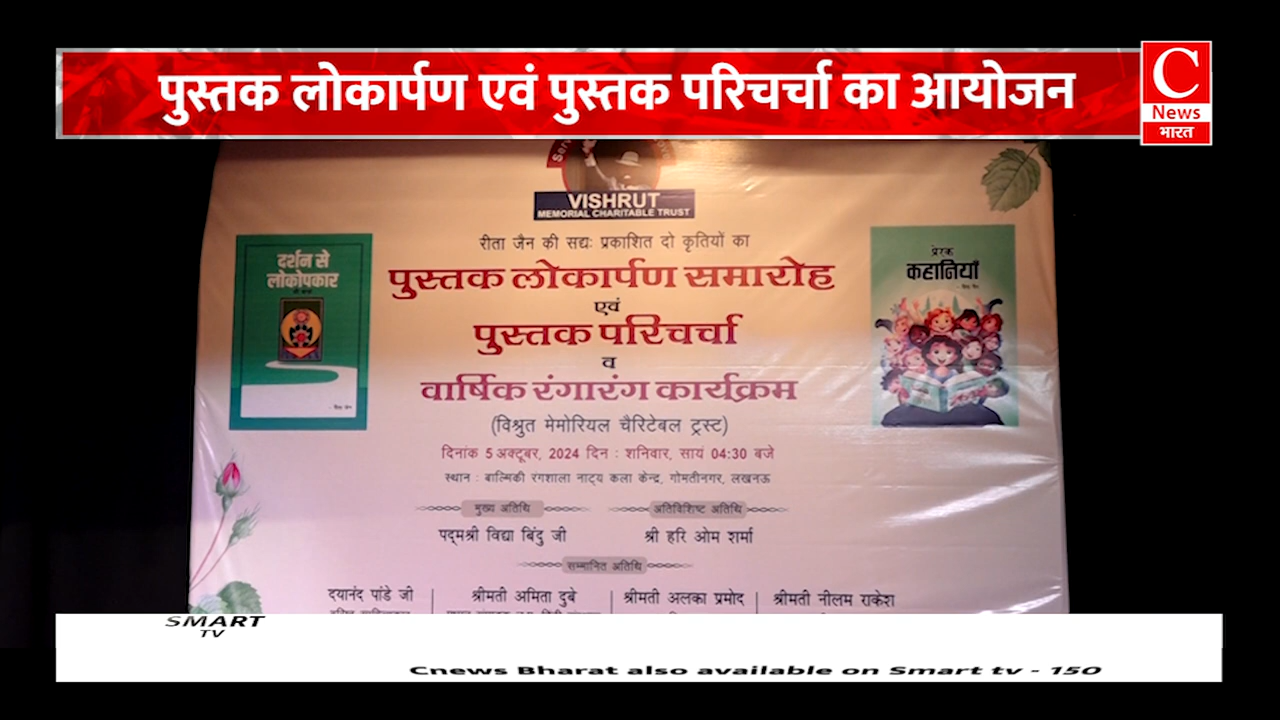 पुस्तक लोकार्पण एवं पुस्तक परिचर्चा का आयोजन
C
News
भारत
VISHRUT
MEMORIAL CHARITABLE TRUST
रीता जैन की सद्यः प्रकाशित दो कृतियों का
पुस्तक लोकार्पण समारोह
एवं
पुस्तक परिचर्चा
व
वार्षिक रंगारंग कार्यक्रम
(विश्रुत मेमोरियल चैरिटेबल ट्रस्ट)
दिनांक 5 अक्टूबर, 2024 दिन : शनिवार, सायं 04:30 बजे
स्थान : बाल्मिकी रंगशाला नाट्य कला केन्द्र, गोमतीनगर, लखनऊ
दर्शन से
लोकोपकार
प्रेरक
कहानियाँ
मुख्य अतिथि
अतिविशिष्ट अतिथि
पद्मश्री विद्या बिंदु जी
श्री हरि ओम शर्मा
सम्मानित अतिथि
दयानंद पांडे जी
श्रीमती अमिता दुबे
श्रीमती अलका प्रमोद
श्रीमती नीलम राकेश
SMART
TV
Cnews Bharat also available on Smart tv - 150